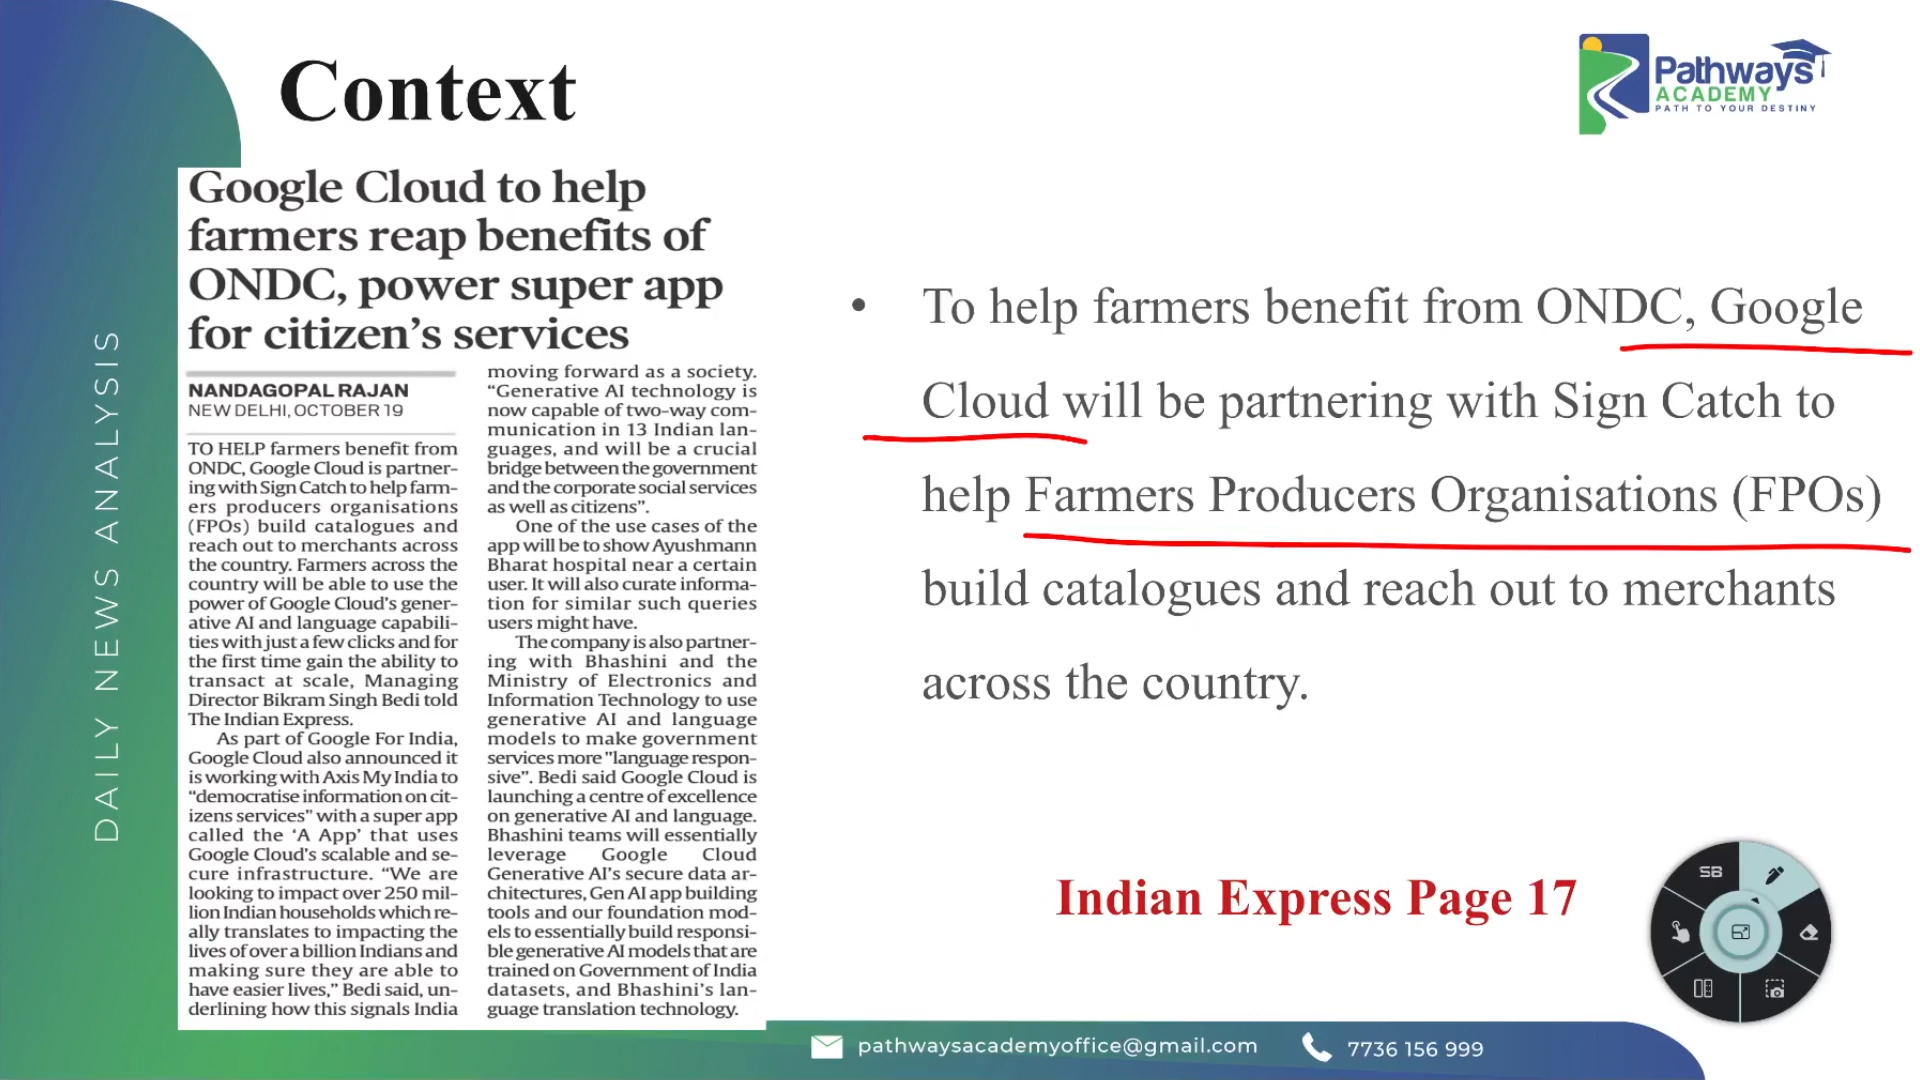 Context
Pathways
ACADEMY
PATH TO YOUR DESTINY
DAILY NEWS ANALYSIS
Google Cloud to help
farmers reap benefits of
ONDC, power super app
for citizen's services
NANDAGOPAL RAJAN
NEW DELHI, OCTOBER 19
TO HELP farmers benefit from
ONDC, Google Cloud is partner-
ing with Sign Catch to help farm-
ers producers organisations
(FPOs) build catalogues and
reach out to merchants across
the country. Farmers across the
country will be able to use the
power of Google Cloud's gener-
ative AI and language capabili-
ties with just a few clicks and for
the first time gain the ability to
transact at scale, Managing
Director Bikram Singh Bedi told
The Indian Express.
As part of Google For India,
Google Cloud also announced it
is working with Axis My India to
"democratise information on cit-
izens services" with a super app
called the 'A App' that uses
Google Cloud's scalable and se-
cure infrastructure. "We are
looking to impact over 250 mil-
lion Indian households which re-
ally translates to impacting the
lives of over a billion Indians and
making sure they are able to
have easier lives," Bedi said, un-
derlining how this signals India
moving forward as a society.
"Generative AI technology is
now capable of two-way com-
munication in 13 Indian lan-
guages, and will be a crucial
bridge between the government
and the corporate social services
as well as citizens".
One of the use cases of the
app will be to show Ayushmann
Bharat hospital near a certain
user. It will also curate informa-
tion for similar such queries
users might have.
The company is also partner-
ing with Bhashini and the
Ministry of Electronics and
Information Technology to use
generative AI and language
models to make government
services more "language respon-
sive". Bedi said Google Cloud is
launching a centre of excellence
on generative AI and language.
Bhashini teams will essentially
leverage Google Cloud
Generative AI's secure data ar-
chitectures, Gen AI app building
tools and our foundation mod-
els to essentially build responsi-
ble generative AI models that are
trained on Government of India
datasets, and Bhashini's lan-
guage translation technology.
• To help farmers benefit from ONDC, Google
Cloud will be partnering with Sign Catch to
help Farmers Producers Organisations (FPOs)
build catalogues and reach out to merchants
across the country.
Indian Express Page 17
SB
pathwaysacademyoffice@gmail.com
7736 156 999